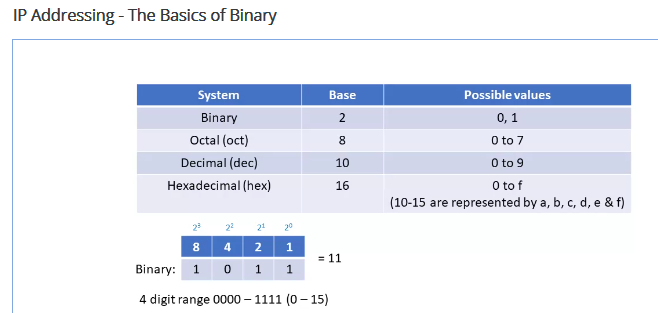 IP Addressing - The Basics of Binary
System Base Possible values
Binary 2 0, 1
Octal (oct) 8 0 to 7
Decimal (dec) 10 0 to 9
Hexadecimal (hex) 16 0 to f
(10-15 are represented by a, b, c, d, e & f)
2³ 2² 2¹ 2⁰
8 4 2 1
= 11
Binary: 1 0 1 1
4 digit range 0000 – 1111 (0 – 15)